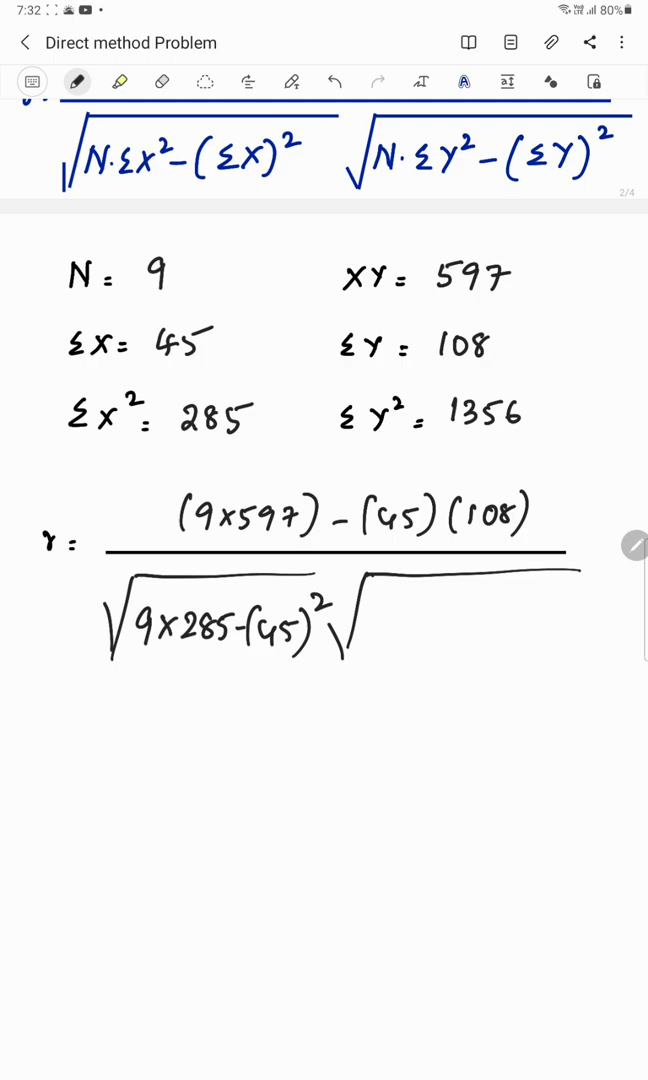 7:32 80%
Direct method Problem
√N·ΣX²-(ΣX)² √N·ΣY²-(ΣY)²
2/4
N = 9 XY = 597
ΣX = 45 ΣY = 108
ΣX² = 285 ΣY² = 1356
(9×597) - (45)(108)
r =
√9×285-(45)² √